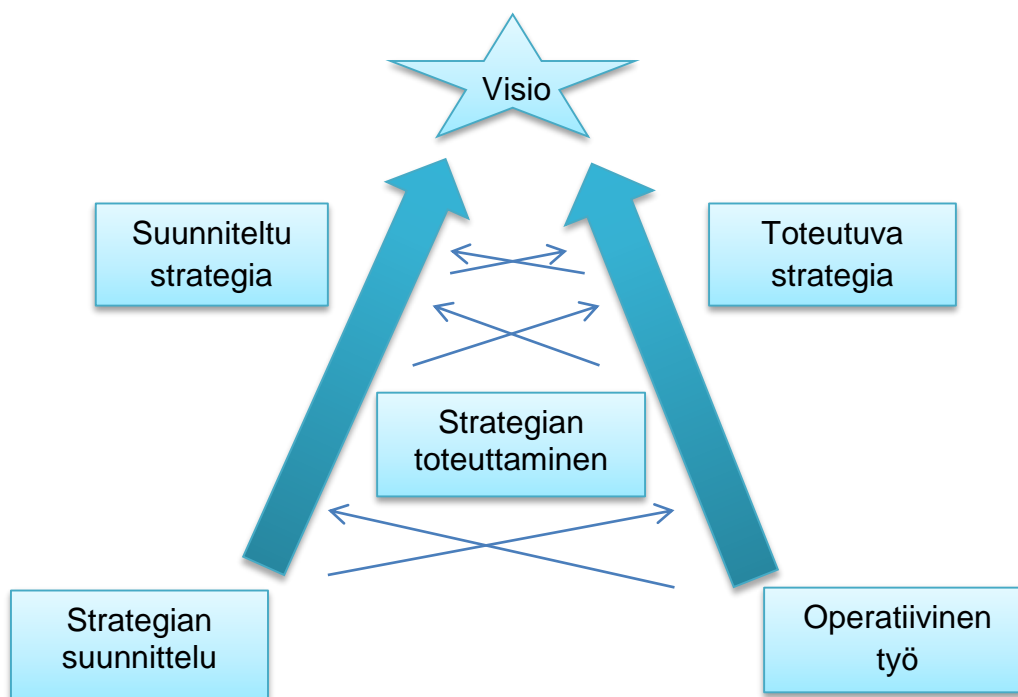 Visio
Suunniteltu
strategia
Toteutuva
strategia
Strategian
toteuttaminen
Strategian
suunnittelu
Operatiivinen
työ